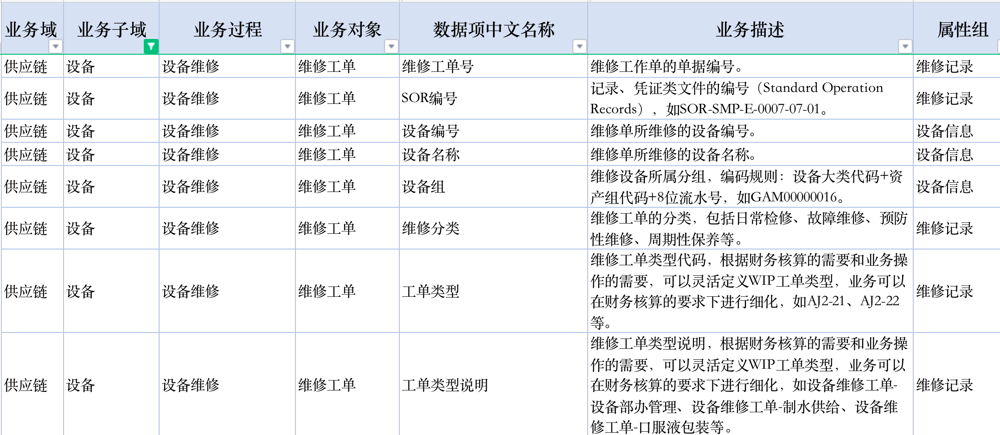 业务域 业务子域 业务过程 业务对象 数据项中文名称 业务描述 属性组
供应链 设备 设备维修 维修工单 维修工单号 维修工作单的单据编号。 维修记录
供应链 设备 设备维修 维修工单 SOR编号 记录、凭证类文件的编号（Standard Operation
Records），如SOR-SMP-E-0007-07-01。 维修记录
供应链 设备 设备维修 维修工单 设备编号 维修单所维修的设备编号。 设备信息
供应链 设备 设备维修 维修工单 设备名称 维修单所维修的设备名称。 设备信息
供应链 设备 设备维修 维修工单 设备组 维修设备所属分组，编码规则：设备大类代码+资
产组代码+8位流水号，如GAM00000016。 设备信息
供应链 设备 设备维修 维修工单 维修分类 维修工单的分类，包括日常检修、故障维修、预防
性维修、周期性保养等。 维修记录
供应链 设备 设备维修 维修工单 工单类型 维修工单类型代码，根据财务核算的需要和业务操
作的需要，可以灵活定义WIP工单类型，业务可以
在财务核算的要求下进行细化，如AJ2-21、AJ2-22
等。 维修记录
供应链 设备 设备维修 维修工单 工单类型说明 维修工单类型说明，根据财务核算的需要和业务操
作的需要，可以灵活定义WIP工单类型，业务可以
在财务核算的要求下进行细化，如设备维修工单-
设备部办管理、设备维修工单-制水供给、设备维
修工单-口服液包装等。 维修记录